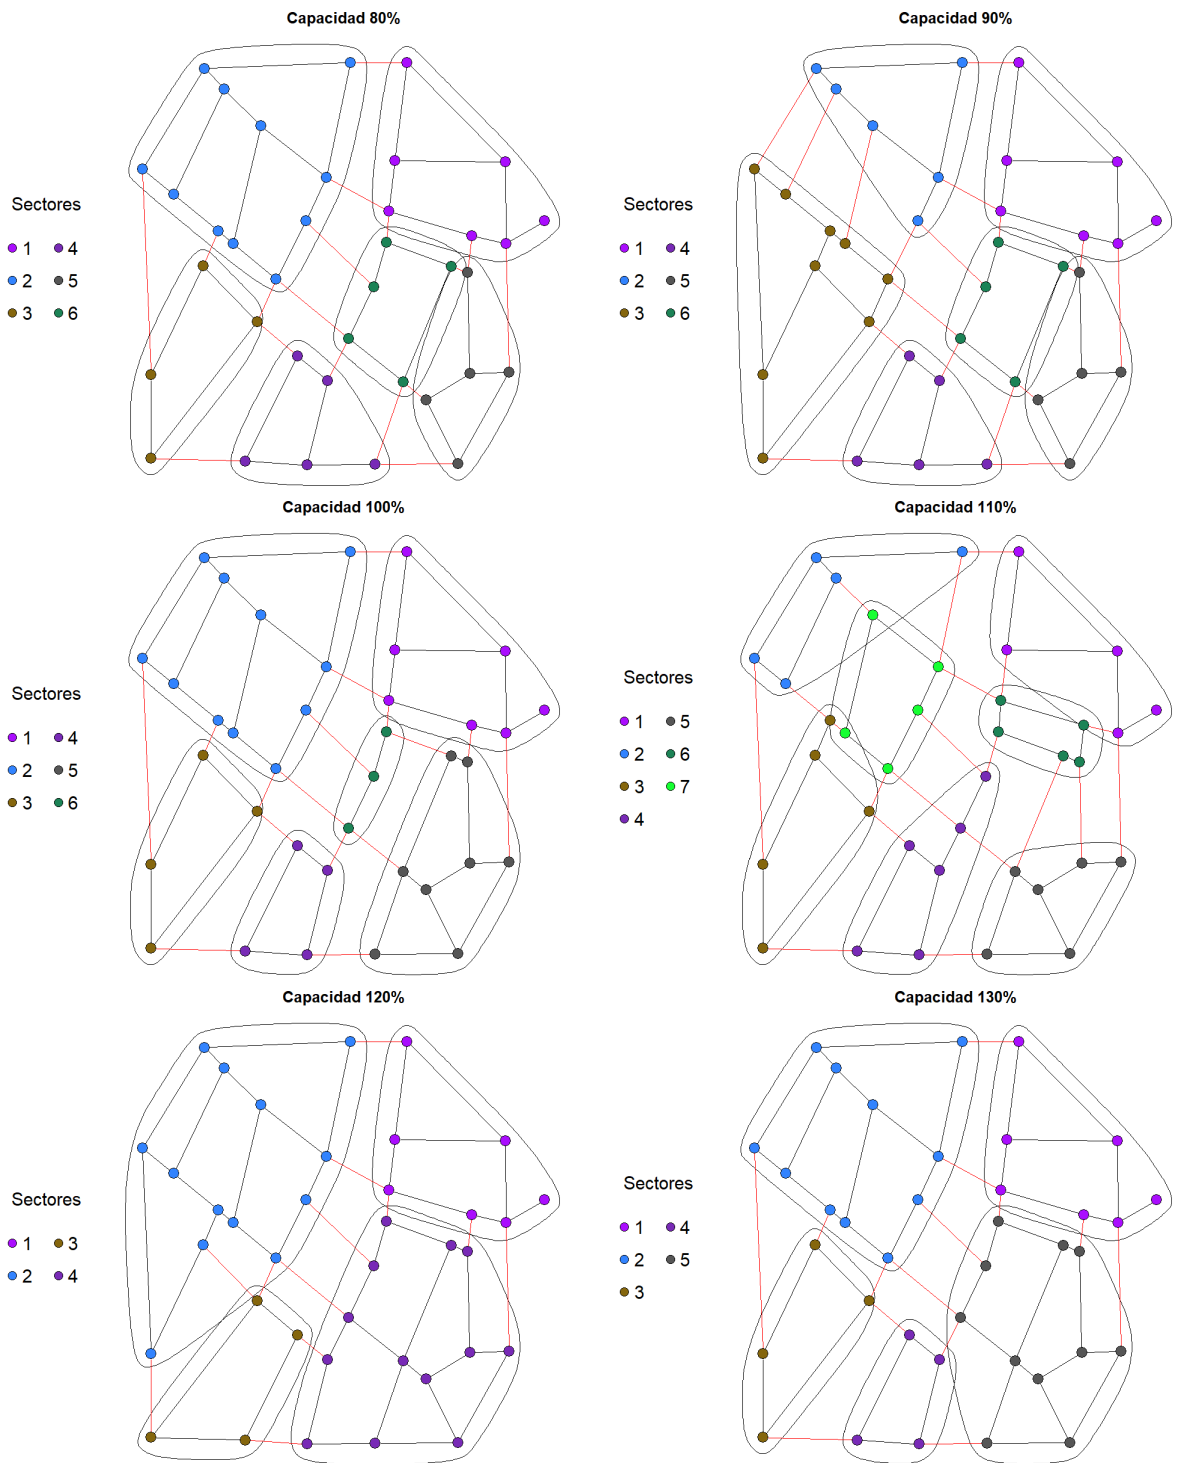 Capacidad 80%
Sectores
1 4
2 5
3 6
Capacidad 90%
Sectores
1 4
2 5
3 6
Capacidad 100%
Sectores
1 4
2 5
3 6
Capacidad 110%
Sectores
1 5
2 6
3 7
4
Capacidad 120%
Sectores
1 3
2 4
Capacidad 130%
Sectores
1 4
2 5
3